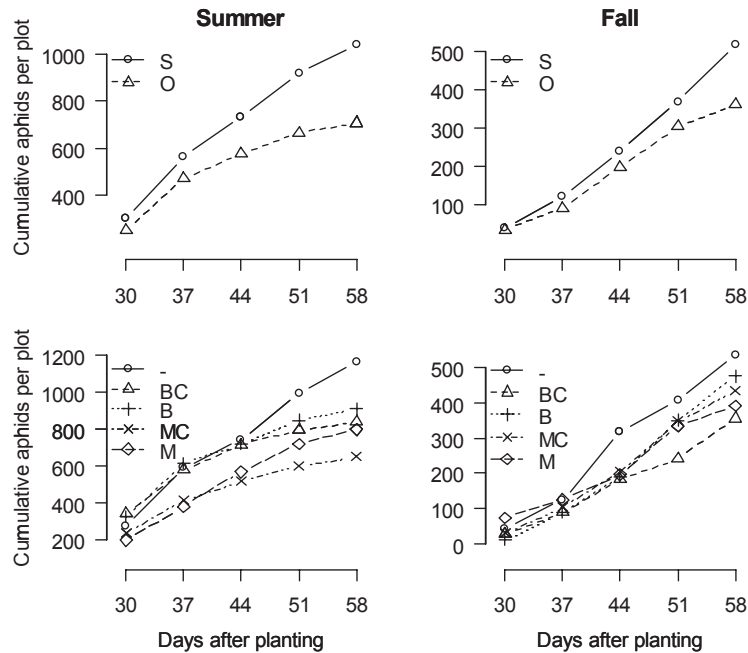 Summer
Fall
Cumulative aphids per plot
1000
800
600
400
S
O
30 37 44 51 58
500
400
300
200
100
S
O
30 37 44 51 58
Cumulative aphids per plot
1200
1000
800
600
400
200
-
BC
B
MC
M
30 37 44 51 58
Days after planting
500
400
300
200
100
0
-
BC
B
MC
M
30 37 44 51 58
Days after planting